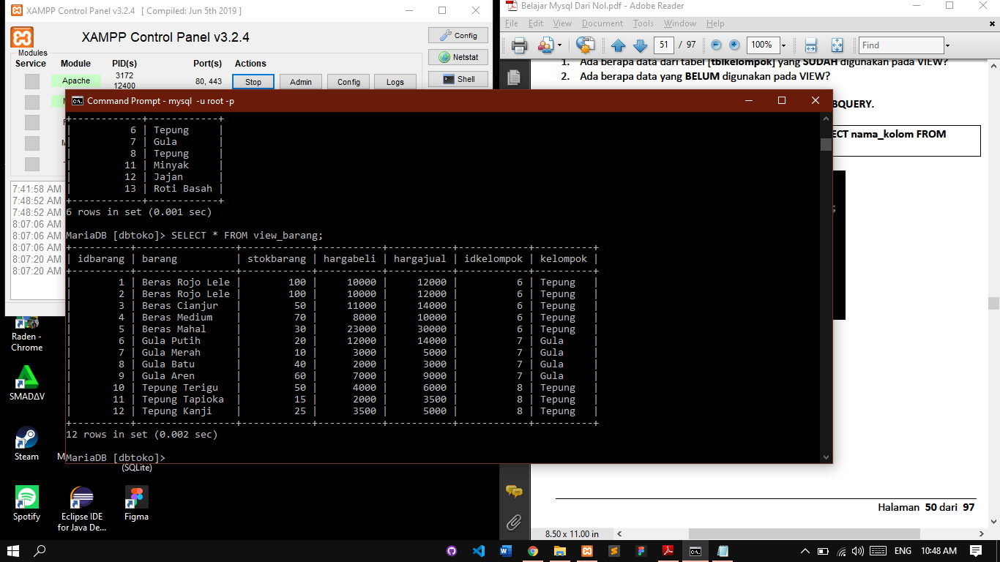 XAMPP Control Panel v3.2.4 [ Compiled: Jun 5th 2019 ]
XAMPP Control Panel v3.2.4
Config
Modules
Service Module PID(s) Port(s) Actions
Netstat
Apache 3172
12400 80, 443 Stop Admin Config Logs
Shell
7:41:58 AM
7:48:52 AM
7:48:52 AM
8:07:06 AM
8:07:06 AM
8:07:06 AM
8:07:20 AM
8:07:20 AM
Belajar Mysql Dari Nol.pdf - Adobe Reader
File Edit View Document Tools Window Help
51 / 97 100% Find
1. Ada berapa data dari tabel [tblkelompok] yang SUDAH digunakan pada VIEW?
2. Ada berapa data yang BELUM digunakan pada VIEW?
BQUERY.
ECT nama_kolom FROM
;
Halaman 50 dari 97
8.50 x 11.00 in
Command Prompt - mysql -u root -p
+------------+------------+
| 6 | Tepung |
| 7 | Gula |
| 8 | Tepung |
| 11 | Minyak |
| 12 | Jajan |
| 13 | Roti Basah |
+------------+------------+
6 rows in set (0.001 sec)
MariaDB [dbtoko]> SELECT * FROM view_barang;
+----------+-----------------+------------+-----------+-----------+------------+----------+
| idbarang | barang | stokbarang | hargabeli | hargajual | idkelompok | kelompok |
+----------+-----------------+------------+-----------+-----------+------------+----------+
| 1 | Beras Rojo Lele | 100 | 10000 | 12000 | 6 | Tepung |
| 2 | Beras Rojo Lele | 100 | 10000 | 12000 | 6 | Tepung |
| 3 | Beras Cianjur | 50 | 11000 | 14000 | 6 | Tepung |
| 4 | Beras Medium | 70 | 8000 | 10000 | 6 | Tepung |
| 5 | Beras Mahal | 30 | 23000 | 30000 | 6 | Tepung |
| 6 | Gula Putih | 20 | 12000 | 14000 | 7 | Gula |
| 7 | Gula Merah | 10 | 3000 | 5000 | 7 | Gula |
| 8 | Gula Batu | 40 | 2000 | 3000 | 7 | Gula |
| 9 | Gula Aren | 60 | 7000 | 9000 | 7 | Gula |
| 10 | Tepung Terigu | 50 | 4000 | 6000 | 8 | Tepung |
| 11 | Tepung Tapioka | 15 | 2000 | 3500 | 8 | Tepung |
| 12 | Tepung Kanji | 25 | 3500 | 5000 | 8 | Tepung |
+----------+-----------------+------------+-----------+-----------+------------+----------+
12 rows in set (0.002 sec)
MariaDB [dbtoko]>
Raden -
Chrome
SMADΔV
Steam
M
(SQLite)
Spotify
Eclipse IDE
for Java De...
Figma
ENG 10:48 AM